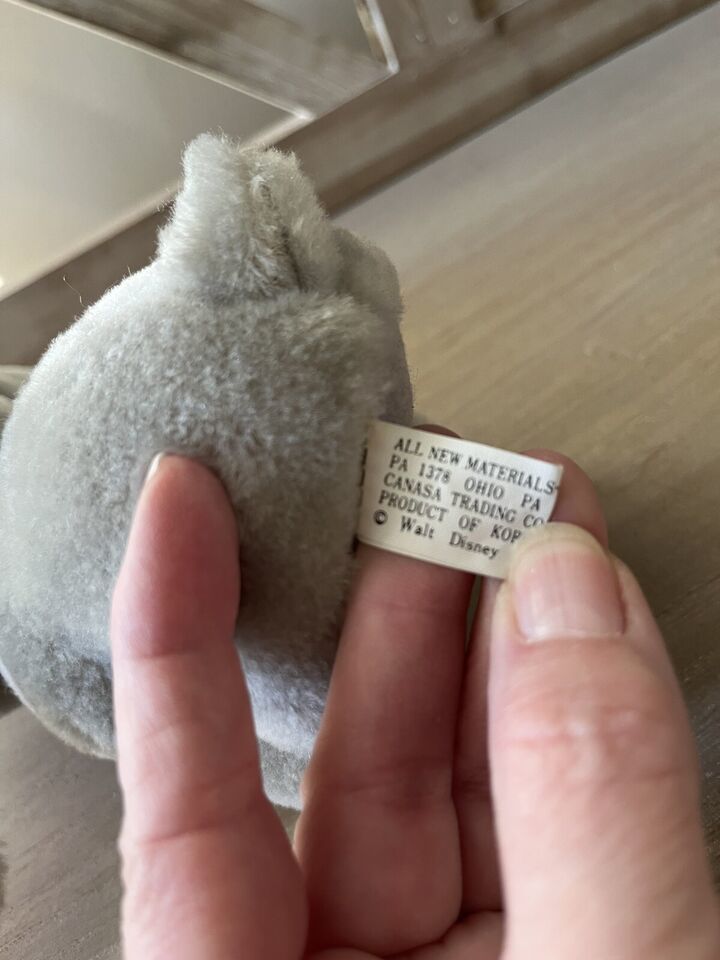 ALL NEW MATERIALS
PA 1378 OHIO PA
CANASA TRADING CO
PRODUCT OF
© Walt Disney